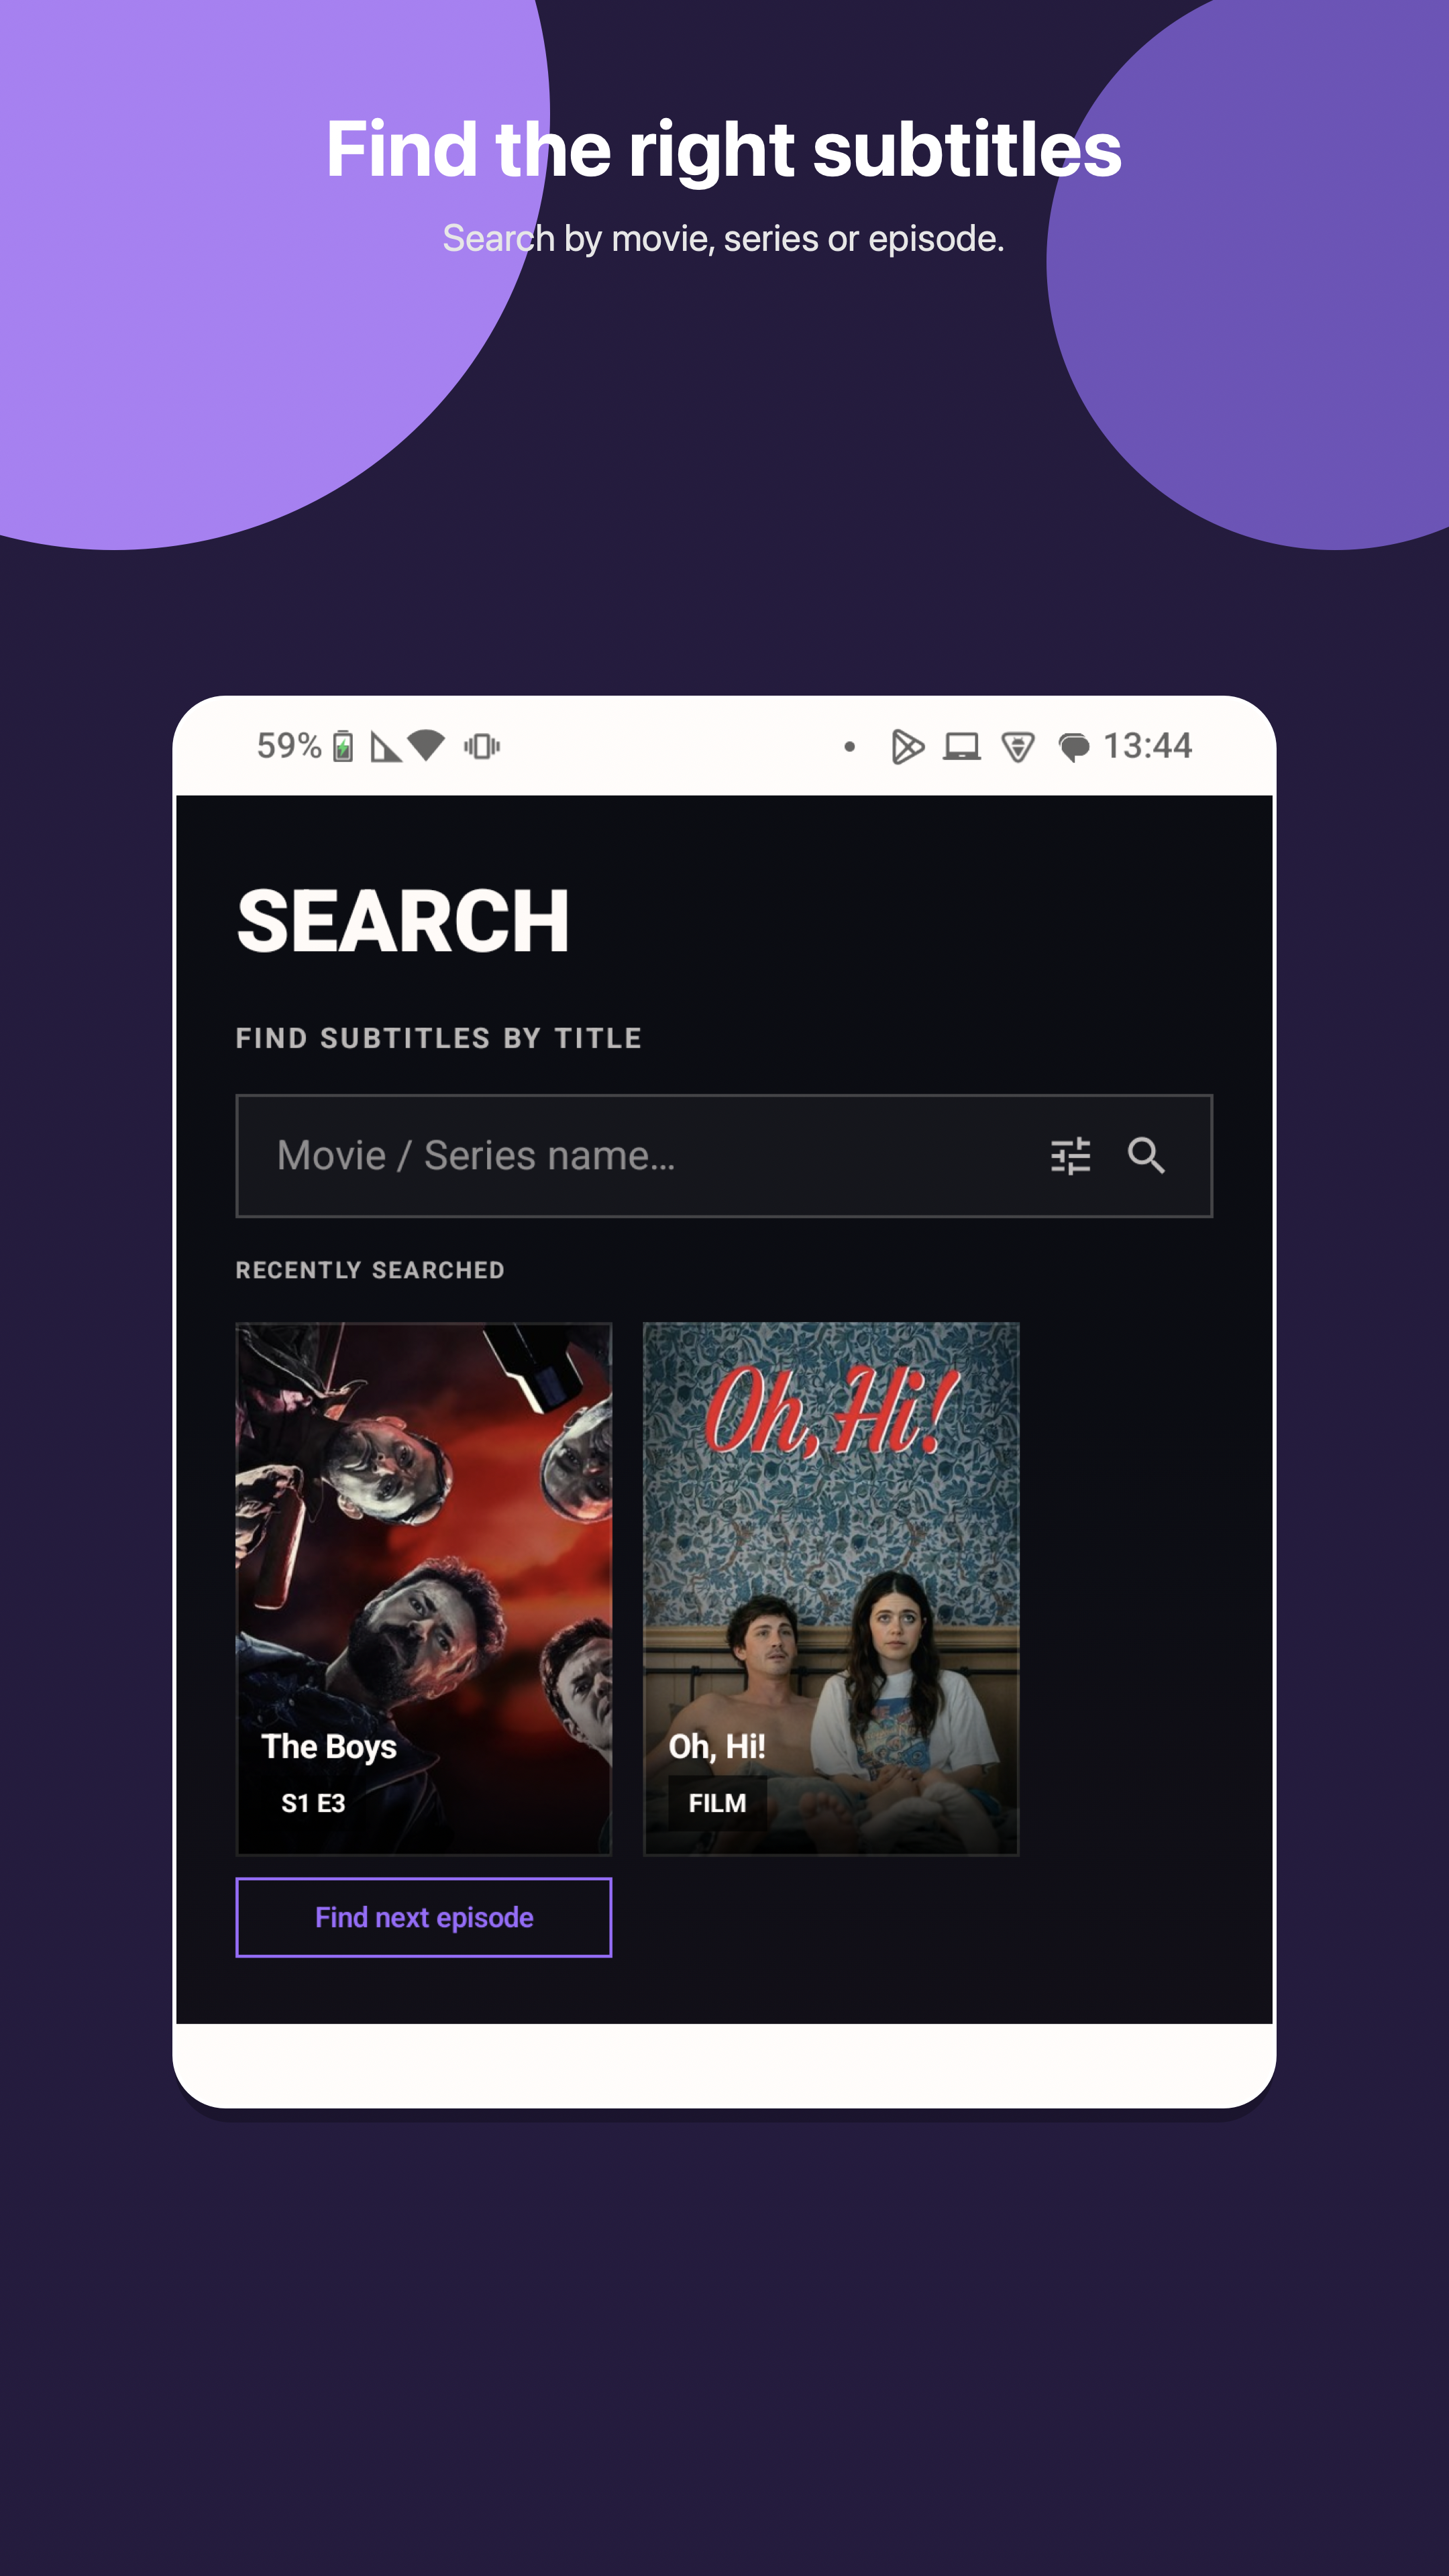 Find the right subtitles
Search by movie, series or episode.
59%
13:44
SEARCH
FIND SUBTITLES BY TITLE
Movie / Series name...
RECENTLY SEARCHED
Oh, Hi!
The Boys
S1 E3
Oh, Hi!
FILM
Find next episode